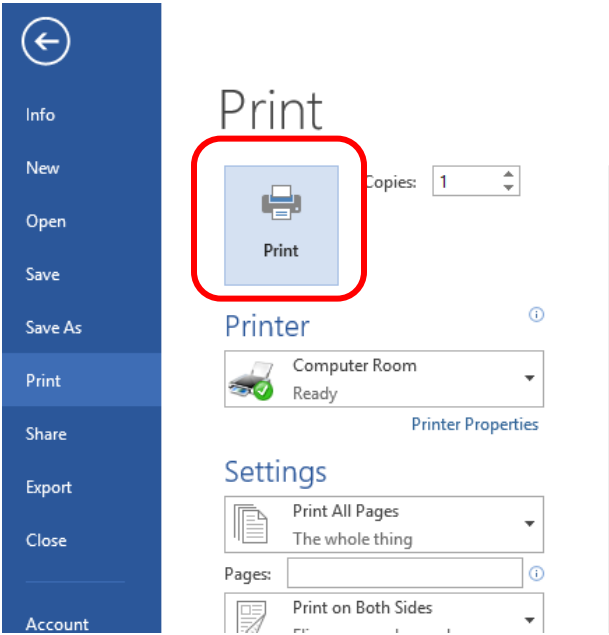 Info
New
Open
Save
Save As
Print
Share
Export
Close
Account
Print
Print
Copies: 1
Printer
Computer Room
Ready
Printer Properties
Settings
Print All Pages
The whole thing
Pages:
Print on Both Sides